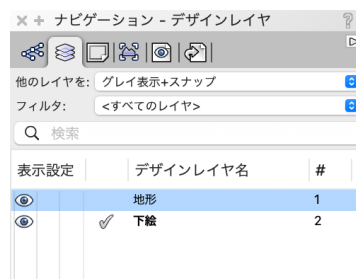 ナビゲーション - デザインレイヤ ?
他のレイヤを: グレイ表示+スナップ
フィルタ: <すべてのレイヤ>
検索
表示設定 デザインレイヤ名 #
地形 1
下絵 2